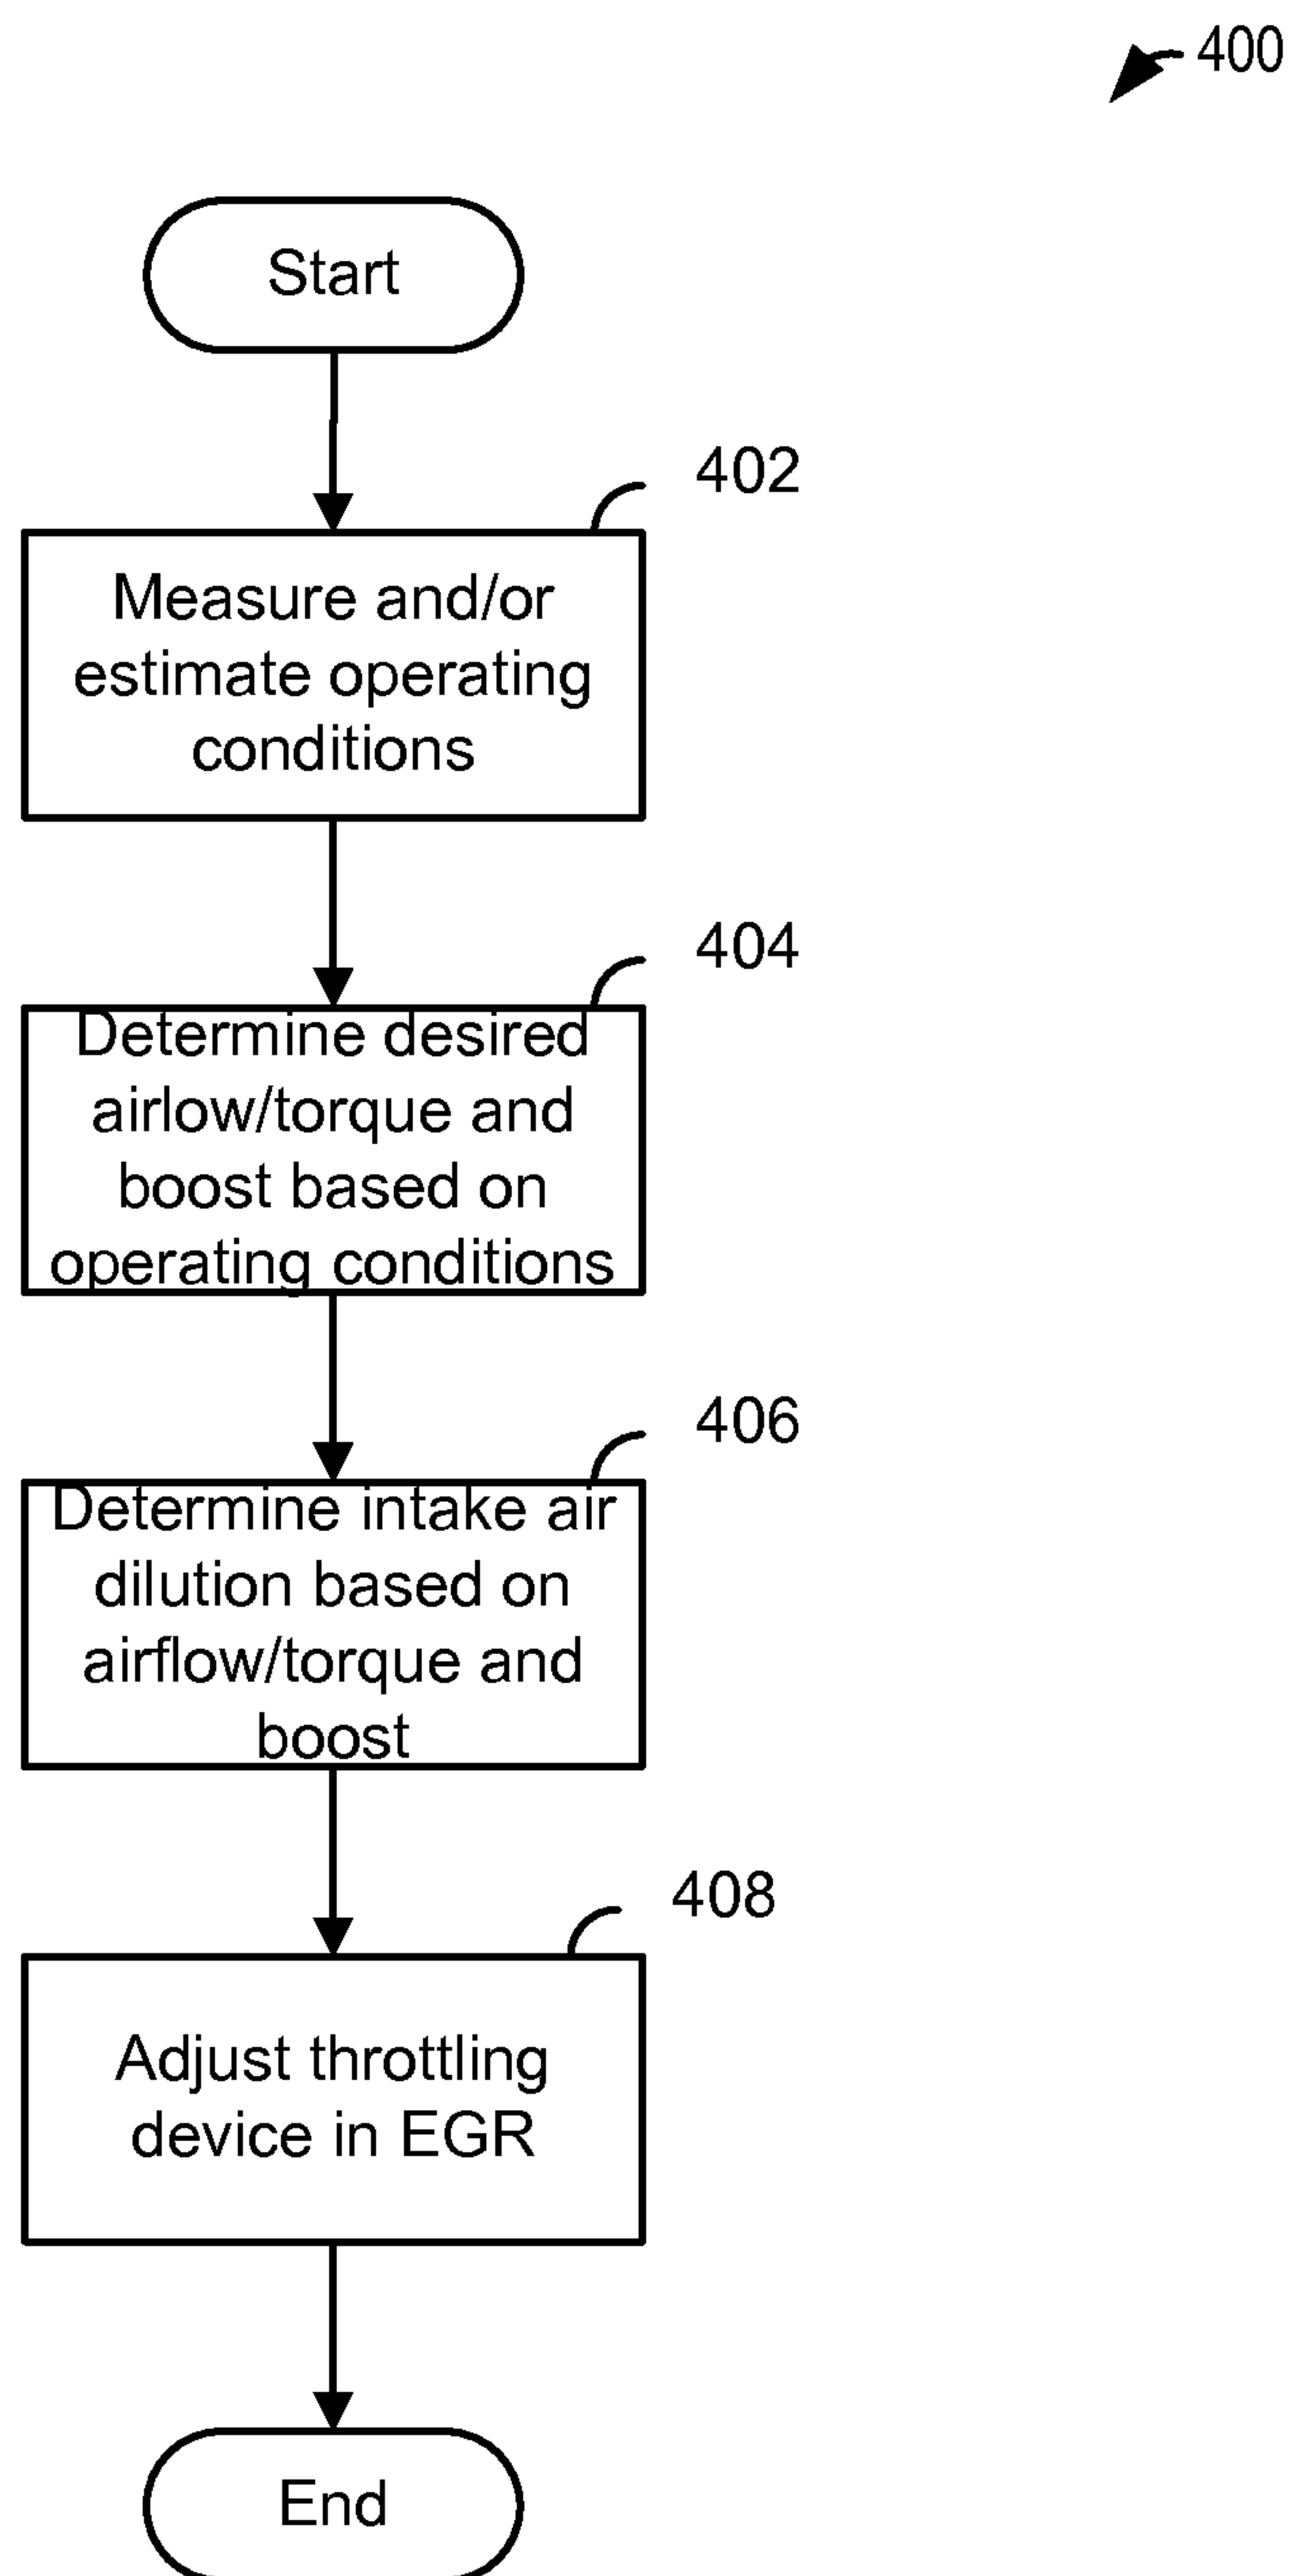 400
Start
402
Measure and/or
estimate operating
conditions
404
Determine desired
airlow/torque and
boost based on
operating conditions
406
Determine intake air
dilution based on
airflow/torque and
boost
408
Adjust throttling
device in EGR
End